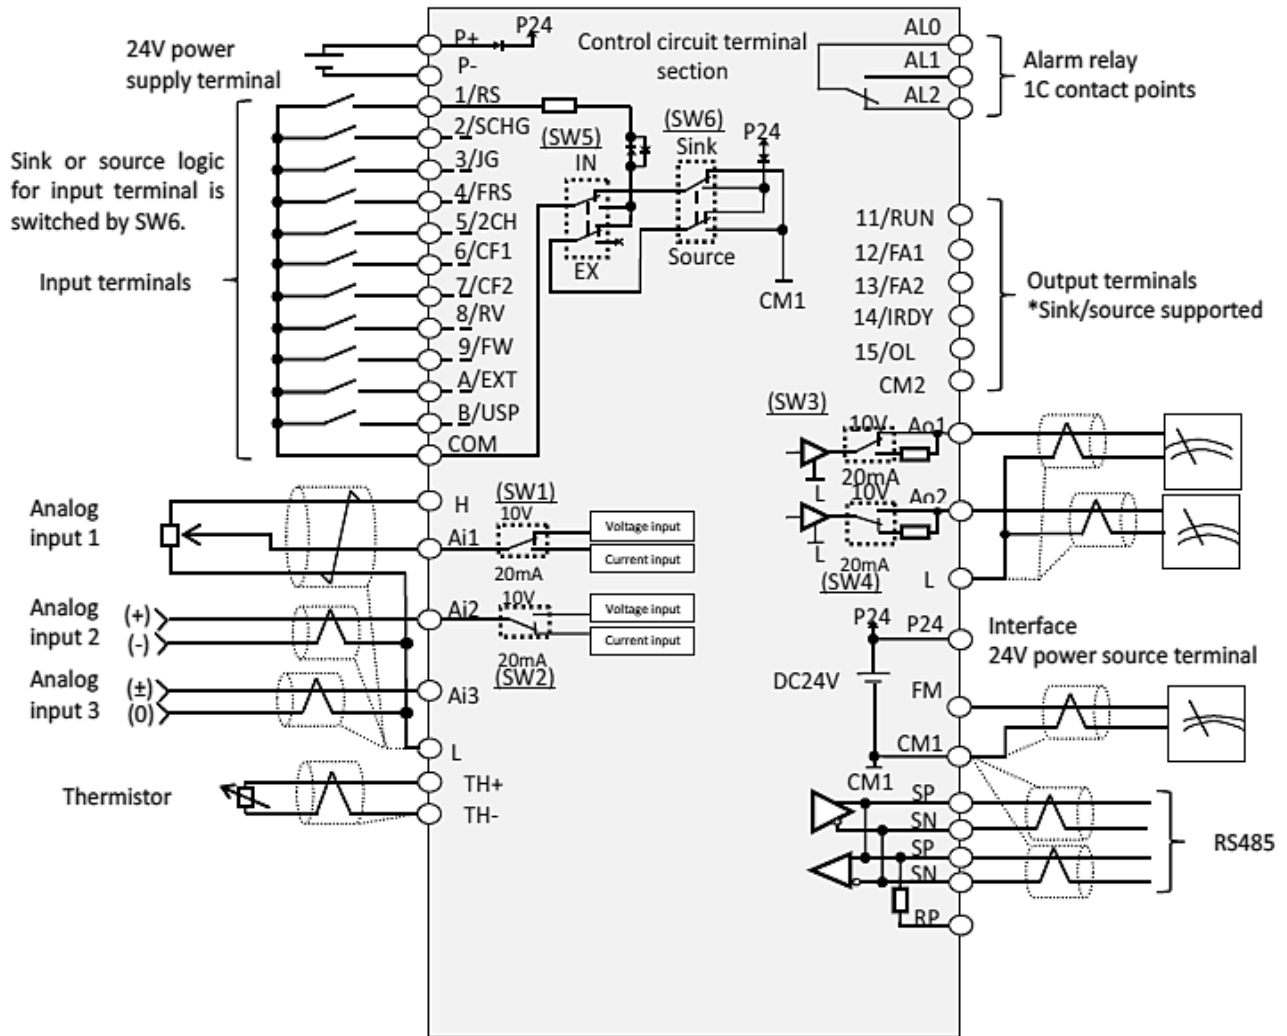 24V power
supply terminal
P+
P24
P-
Control circuit terminal
section
AL0
AL1
AL2
Alarm relay
1C contact points
1/RS
2/SCHG
3/JG
4/FRS
5/2CH
6/CF1
7/CF2
8/RV
9/FW
A/EXT
B/USP
COM
Sink or source logic
for input terminal is
switched by SW6.
Input terminals
(SW5)
IN
EX
(SW6)
Sink
Source
P24
CM1
11/RUN
12/FA1
13/FA2
14/IRDY
15/OL
CM2
Output terminals
*Sink/source supported
(SW3)
10V
Ao1
20mA
L
10V
Ao2
20mA
L
(SW4)
L
Analog
input 1
H
Ai1
(SW1)
10V
20mA
Voltage input
Current input
Analog
input 2
(+)
(-)
Ai2
10V
20mA
(SW2)
Voltage input
Current input
Analog
input 3
(±)
(0)
Ai3
L
Thermistor
TH+
TH-
P24
P24
Interface
24V power source terminal
DC24V
FM
CM1
CM1
SP
SN
SP
SN
RP
RS485